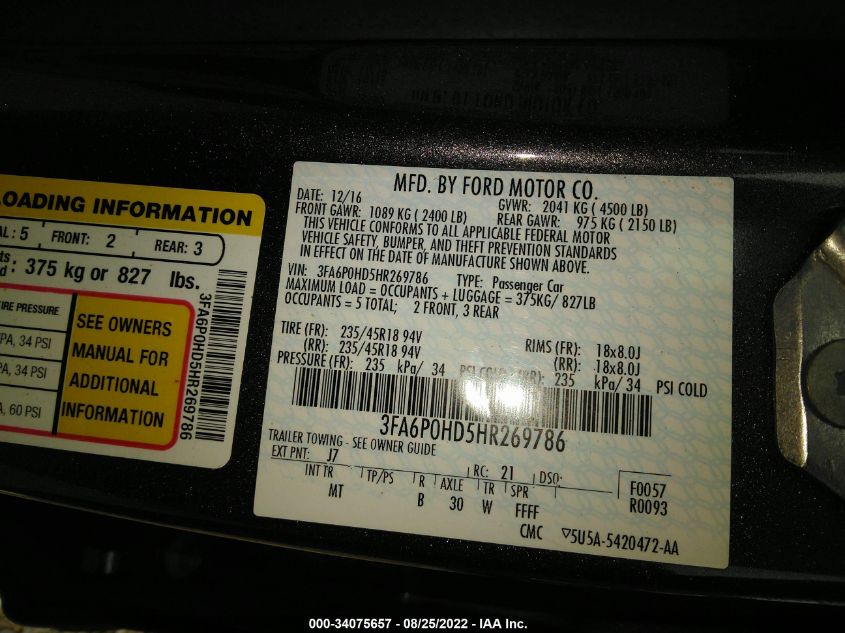 LOADING INFORMATION
AL: 5 FRONT: 2 REAR: 3
375 kg or 827 lbs.
IRE PRESSURE
PA, 34 PSI
PA, 34 PSI
A, 60 PSI
SEE OWNERS
MANUAL FOR
ADDITIONAL
INFORMATION
3FA6P0HD5HR269786
MFD. BY FORD MOTOR CO.
DATE: 12/16 GVWR: 2041 KG ( 4500 LB)
FRONT GAWR: 1089 KG ( 2400 LB) REAR GAWR: 975 KG ( 2150 LB)
THIS VEHICLE CONFORMS TO ALL APPLICABLE FEDERAL MOTOR
VEHICLE SAFETY, BUMPER, AND THEFT PREVENTION STANDARDS
IN EFFECT ON THE DATE OF MANUFACTURE SHOWN ABOVE.
VIN: 3FA6P0HD5HR269786 TYPE: Passenger Car
MAXIMUM LOAD = OCCUPANTS + LUGGAGE = 375KG/ 827LB
OCCUPANTS = 5 TOTAL; 2 FRONT, 3 REAR
TIRE (FR): 235/45R18 94V RIMS (FR): 18x8.0J
(RR): 235/45R18 94V (RR): 18x8.0J
PRESSURE (FR): 235 kPa/ 34 PSI COLD (RR): 235 kPa/34 PSI COLD
3FA6P0HD5HR269786
TRAILER TOWING - SEE OWNER GUIDE
EXT PNT: J7 RC: 21 DSO:
INT TR TP/PS R AXLE TR SPR F0057
MT B 30 W FFFF R0093
CMC ▽5U5A-5420472-AA
000-34075657 - 08/25/2022 - IAA Inc.